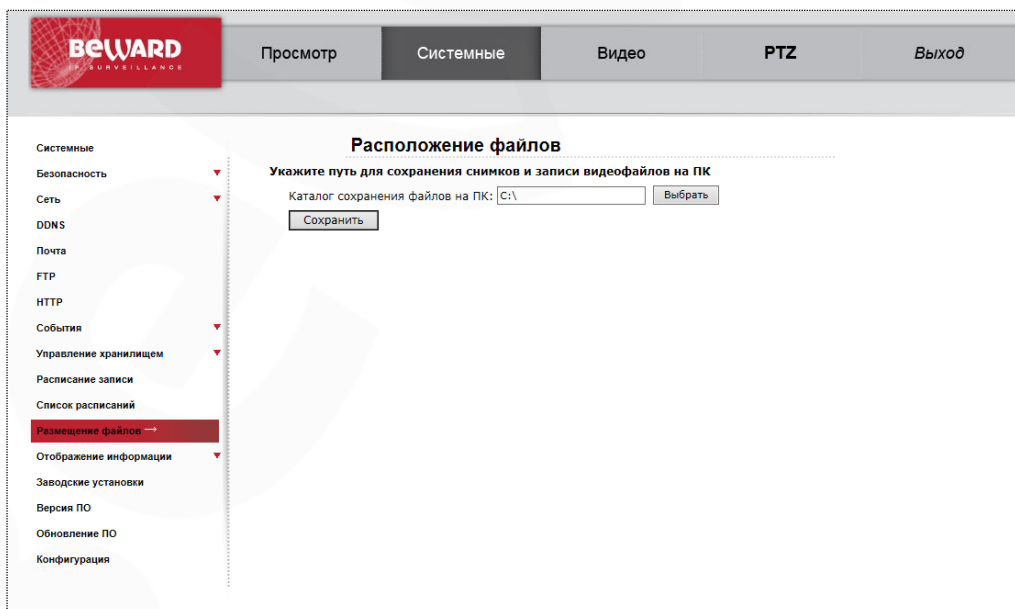 BEWARD
IP SURVEILLANCE
Просмотр
Системные
Видео
PTZ
Выход
Системные
Безопасность
Сеть
DDNS
Почта
FTP
HTTP
События
Управление хранилищем
Расписание записи
Список расписаний
Размещение файлов →
Отображение информации
Заводские установки
Версия ПО
Обновление ПО
Конфигурация
Расположение файлов
Укажите путь для сохранения снимков и записи видеофайлов на ПК
Каталог сохранения файлов на ПК: C:\ Выбрать
Сохранить